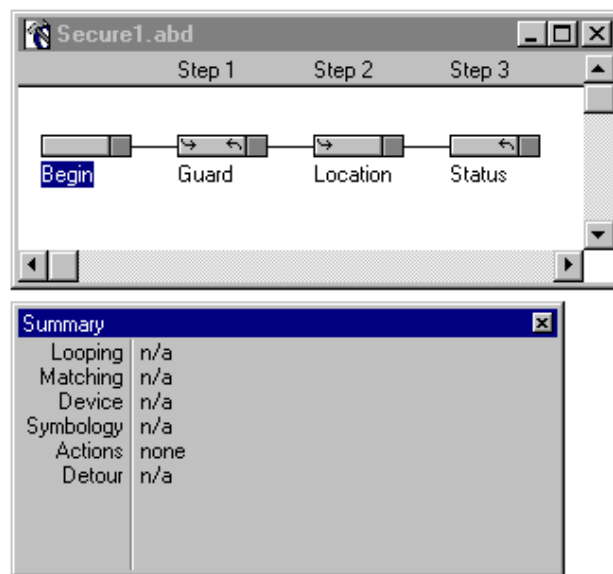 Secure1.abd
Step 1 Step 2 Step 3
Begin Guard Location Status
Summary
Looping n/a
Matching n/a
Device n/a
Symbology n/a
Actions none
Detour n/a